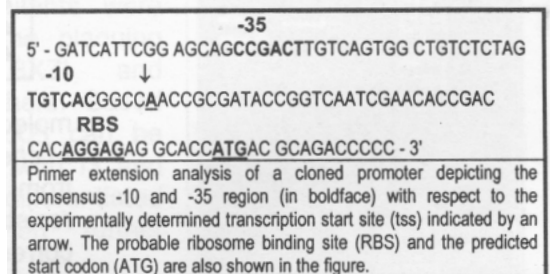 -35
5' - GATCATTCGG AGCAGCCGACTTGTCAGTGG CTGTCTCTAG
-10 ↓
TGTCACGGCCAACCGCGATACCGGTCAATCGAACACCGAC
RBS
CACAGGAGAG GCACCATGAC GCAGACCCCC - 3'
Primer extension analysis of a cloned promoter depicting the
consensus -10 and -35 region (in boldface) with respect to the
experimentally determined transcription start site (tss) indicated by an
arrow. The probable ribosome binding site (RBS) and the predicted
start codon (ATG) are also shown in the figure.